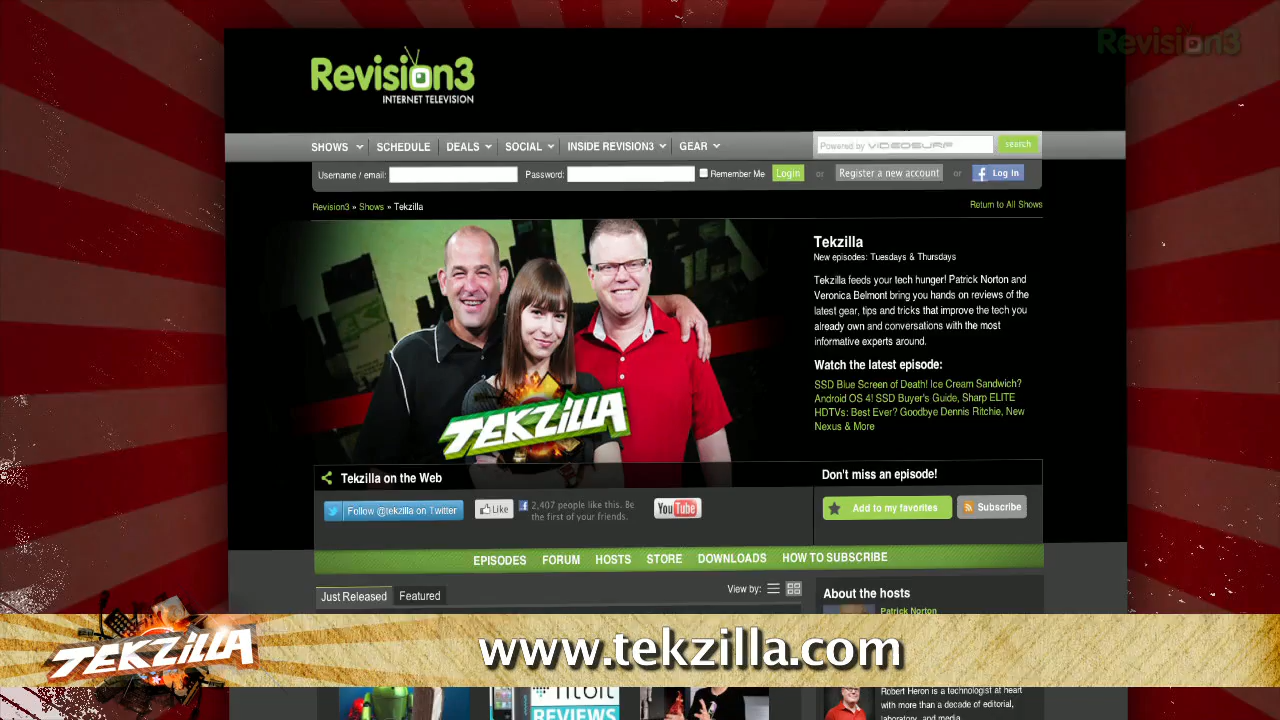 Revision3
Revision3
INTERNET TELEVISION
SHOWS
SCHEDULE
DEALS
SOCIAL
INSIDE REVISION3
GEAR
Powered by VIDEOSURF
search
Username / email:
Password:
Remember Me
Login
or
Register a new account
or
f Log In
Revision3 » Shows » Tekzilla
Return to All Shows
TEKZILLA
Tekzilla
New episodes: Tuesdays & Thursdays
Tekzilla feeds your tech hunger! Patrick Norton and
Veronica Belmont bring you hands on reviews of the
latest gear, tips and tricks that improve the tech you
already own and conversations with the most
informative experts around.
Watch the latest episode:
SSD Blue Screen of Death! Ice Cream Sandwich?
Android OS 4! SSD Buyer's Guide, Sharp ELITE
HDTVs: Best Ever? Goodbye Dennis Ritchie, New
Nexus & More
Tekzilla on the Web
Follow @tekzilla on Twitter
Like
f 2,407 people like this. Be
the first of your friends.
YouTube
Don't miss an episode!
Add to my favorites
Subscribe
EPISODES
FORUM
HOSTS
STORE
DOWNLOADS
HOW TO SUBSCRIBE
Just Released
Featured
View by:
About the hosts
Patrick Norton
TEKZILLA
www.tekzilla.com
REVIEWS
Robert Heron is a technologist at heart
with more than a decade of editorial,
laboratory, and media